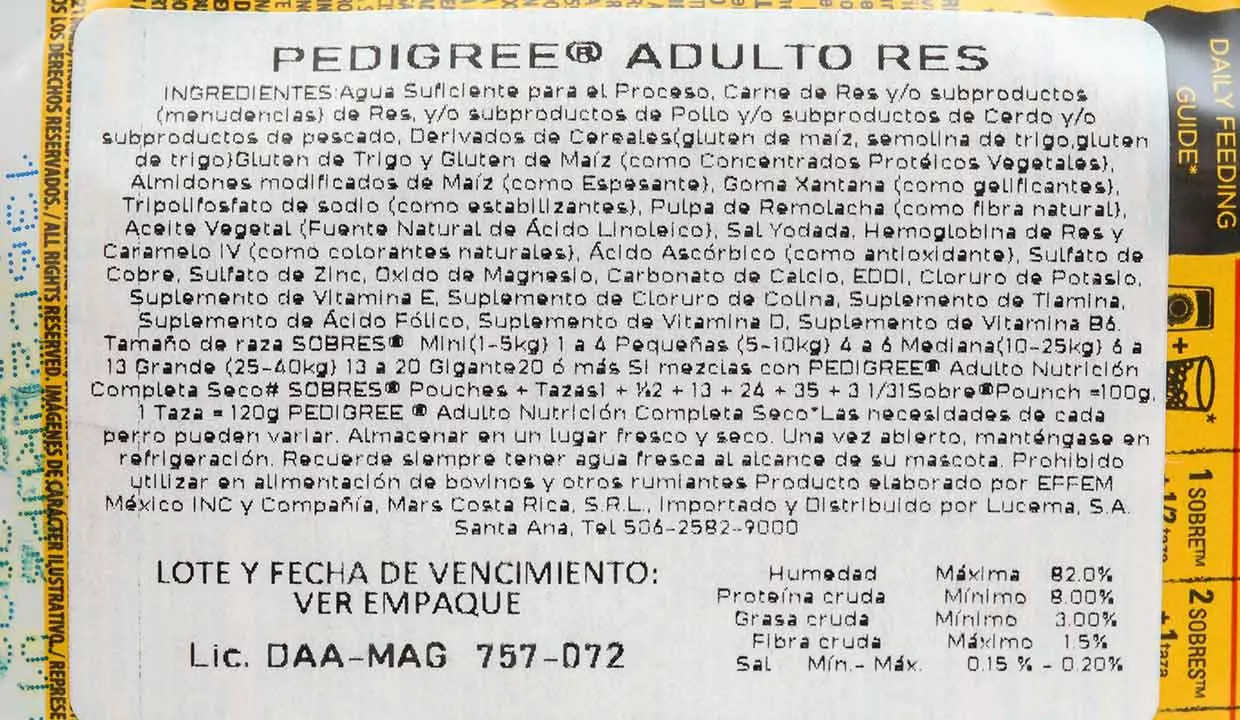 PEDIGREE® ADULTO RES
INGREDIENTES:Agua Suficiente para el Proceso, Carne de Res y/o subproductos
(menudencias) de Res, y/o subproductos de Pollo y/o subproductos de Cerdo y/o
subproductos de pescado, Derivados de Cereales(gluten de maíz, semolina de trigo,gluten
de trigo)Gluten de Trigo y Gluten de Maíz (como Concentrados Protéicos Vegetales),
Almidones modificados de Maíz (como Espesante), Goma Xantana (como gelificantes),
Tripolifosfato de sodio (como estabilizantes), Pulpa de Remolacha (como fibra natural),
Aceite Vegetal (Fuente Natural de Ácido Linoleico), Sal Yodada, Hemoglobina de Res y
Caramelo IV (como colorantes naturales), Ácido Ascórbico (como antioxidante), Sulfato de
Cobre, Sulfato de Zinc, Oxido de Magnesio, Carbonato de Calcio, EDDI, Cloruro de Potasio,
Suplemento de Vitamina E, Suplemento de Cloruro de Colina, Suplemento de Tiamina,
Suplemento de Ácido Fólico, Suplemento de Vitamina D, Suplemento de Vitamina B6.
Tamaño de raza SOBRES® Mini(1-5kg) 1 a 4 Pequeñas (5-10kg) 4 a 6 Mediana(10-25kg) 6 a
13 Grande (25-40kg) 13 a 20 Gigante20 ó más Si mezclas con PEDIGREE® Adulto Nutrición
Completa Seco# SOBRES® Pouches + Tazas1 + ½2 + 13 + 24 + 35 + 3 1/31Sobre®Pounch =100g,
1 Taza = 120g PEDIGREE ® Adulto Nutrición Completa Seco*Las necesidades de cada
perro pueden variar. Almacenar en un lugar fresco y seco. Una vez abierto, manténgase en
refrigeración. Recuerde siempre tener agua fresca al alcance de su mascota. Prohibido
utilizar en alimentación de bovinos y otros rumiantes Producto elaborado por EFFEM
México INC y Compañía, Mars Costa Rica, S.R.L., Importado y Distribuido por Lucema, S.A.
Santa Ana, Tel 506-2582-9000
LOTE Y FECHA DE VENCIMIENTO:
VER EMPAQUE
Lic. DAA-MAG 757-072
Humedad Máxima 82.0%
Proteína cruda Mínimo 8.00%
Grasa cruda Mínimo 3.00%
Fibra cruda Máximo 1.5%
Sal Mín.- Máx. 0.15 % - 0.20%
DAILY FEEDING
GUIDE*
+
*
1 SOBRE™
+ 1/2 taza
2 SOBRES™
+ 1 taza
OS LOS DERECHOS RESERVADOS. / ALL RIGHTS RESERVED. IMÁGENES DE CARÁCTER ILUSTRATIVO. / REPRESE